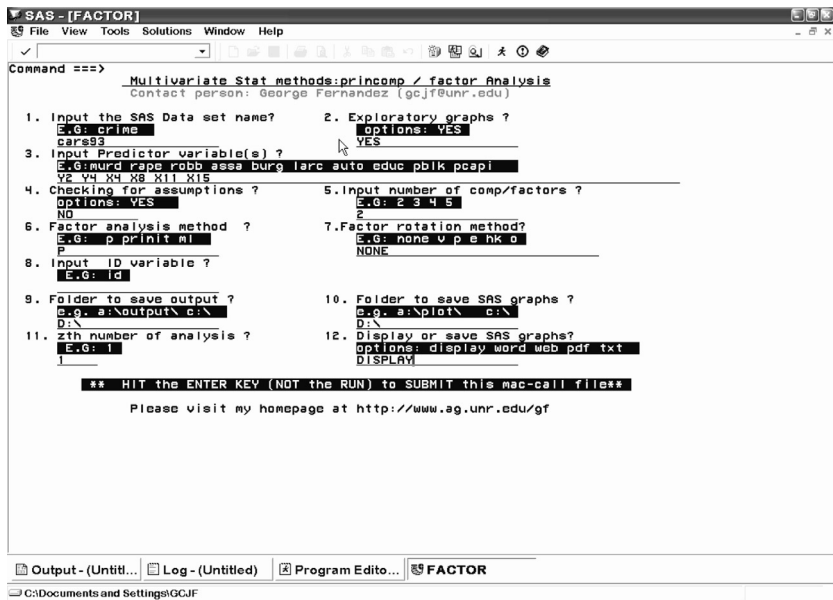 SAS - [FACTOR]
File View Tools Solutions Window Help
Command ===>
Multivariate Stat methods:princomp / factor Analysis
Contact person: George Fernandez (gcjf@unr.edu)
1. Input the SAS Data set name? 2. Exploratory graphs ?
E.G: crime options: YES
cars93 YES
3. Input Predictor variable(s) ?
E.G:murd rape robb assa burg larc auto educ pblk pcapi
Y2 Y4 X4 X8 X11 X15
4. Checking for assumptions ? 5.Input number of comp/factors ?
options: YES E.G: 2 3 4 5
NO 2
6. Factor analysis method ? 7.Factor rotation method?
E.G: p prinit ml E.G: none v p e hk o
P NONE
8. Input ID variable ?
E.G: id
9. Folder to save output ? 10. Folder to save SAS graphs ?
e.g. a:\output\ c:\ e.g. a:\plot\ c:\
D:\ D:\
11. zth number of analysis ? 12. Display or save SAS graphs?
E.G: 1 options: display word web pdf txt
1 DISPLAY
** HIT the ENTER KEY (NOT the RUN) to SUBMIT this mac-call file**
Please visit my homepage at http://www.ag.unr.edu/gf
Output - (Untitl... Log - (Untitled) Program Edito... FACTOR
C:\Documents and Settings\GCJF